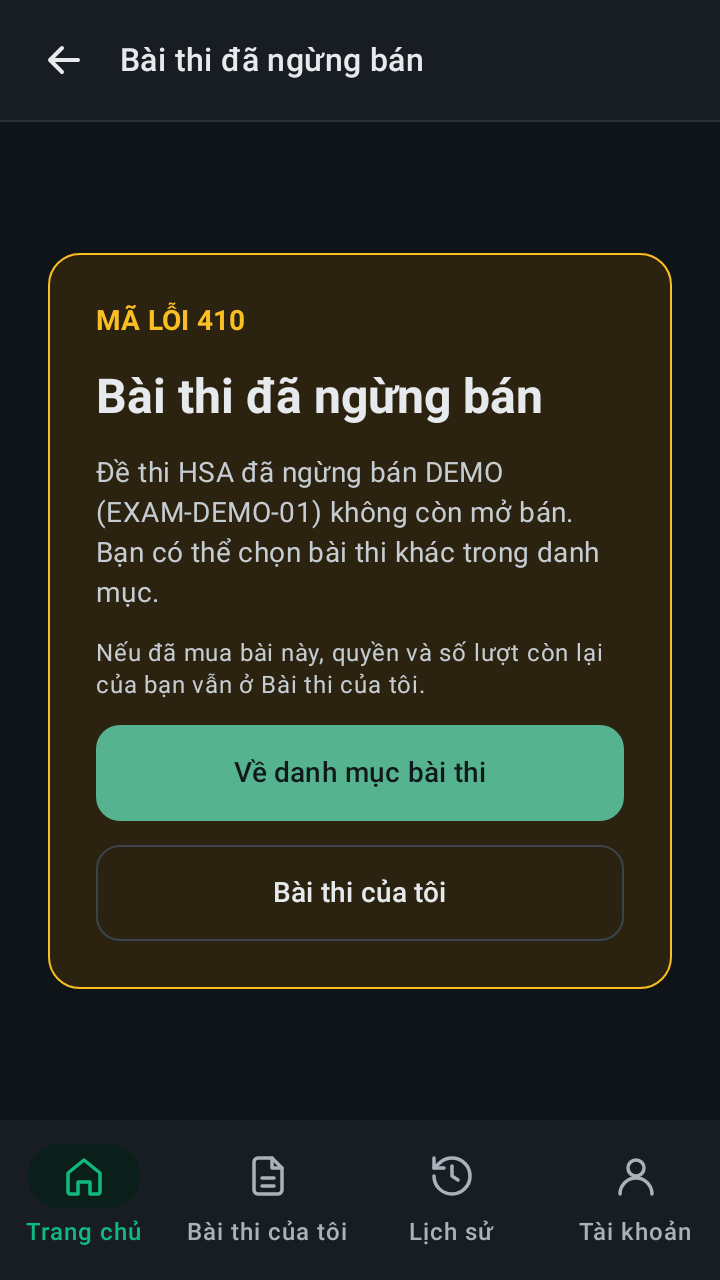 Bài thi đã ngừng bán
MÃ LỖI 410
Bài thi đã ngừng bán
Đề thi HSA đã ngừng bán DEMO
(EXAM-DEMO-01) không còn mở bán.
Bạn có thể chọn bài thi khác trong danh
mục.
Nếu đã mua bài này, quyền và số lượt còn lại
của bạn vẫn ở Bài thi của tôi.
Về danh mục bài thi
Bài thi của tôi
Trang chủ
Bài thi của tôi
Lịch sử
Tài khoản